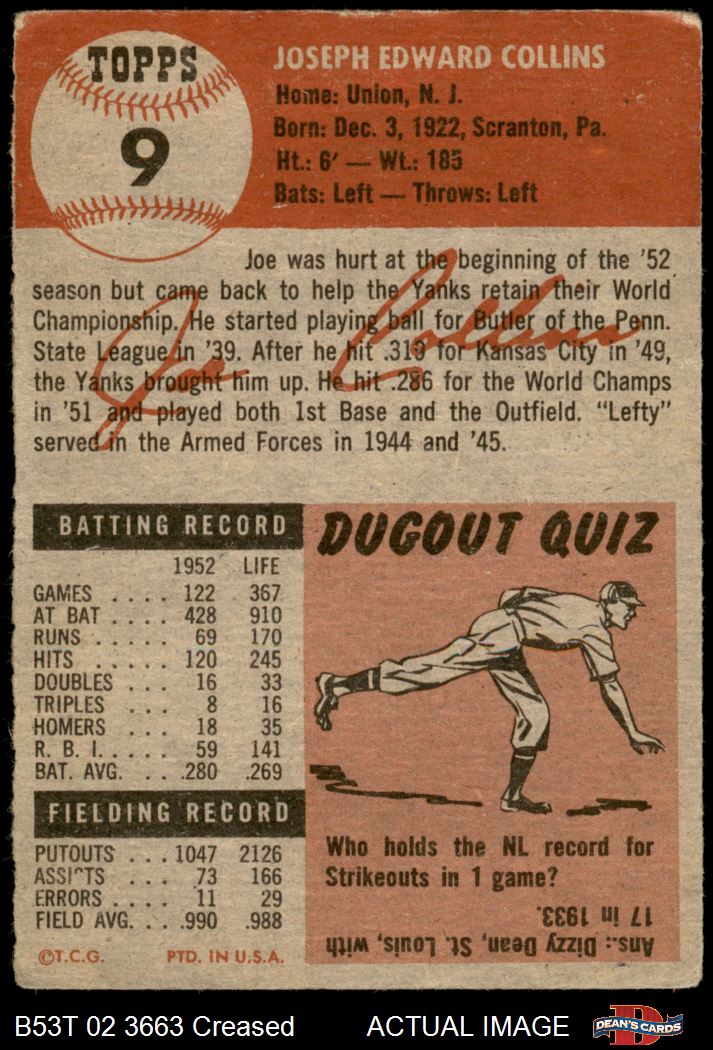 TOPPS
9
JOSEPH EDWARD COLLINS
Home: Union, N. J.
Born: Dec. 3, 1922, Scranton, Pa.
Ht.: 6' — Wt.: 185
Bats: Left — Throws: Left
Joe was hurt at the beginning of the '52
season but came back to help the Yanks retain their World
Championship. He started playing ball for Butler of the Penn.
State League in '39. After he hit .319 for Kansas City in '49,
the Yanks brought him up. He hit .286 for the World Champs
in '51 and played both 1st Base and the Outfield. "Lefty"
served in the Armed Forces in 1944 and '45.
Joe Collins
BATTING RECORD
1952 LIFE
GAMES .... 122 367
AT BAT .... 428 910
RUNS ..... 69 170
HITS ..... 120 245
DOUBLES ... 16 33
TRIPLES ... 8 16
HOMERS ... 18 35
R. B. I. .... 59 141
BAT. AVG. ... .280 .269
FIELDING RECORD
PUTOUTS ... 1047 2126
ASSISTS ... 73 166
ERRORS .... 11 29
FIELD AVG. ... .990 .988
©T.C.G. PTD. IN U.S.A.
DUGOUT QUIZ
Who holds the NL record for
Strikeouts in 1 game?
Ans.: Dizzy Dean, St. Louis, with
17 in 1933.
B53T 02 3663 Creased ACTUAL IMAGE
D
DEAN'S CARDS